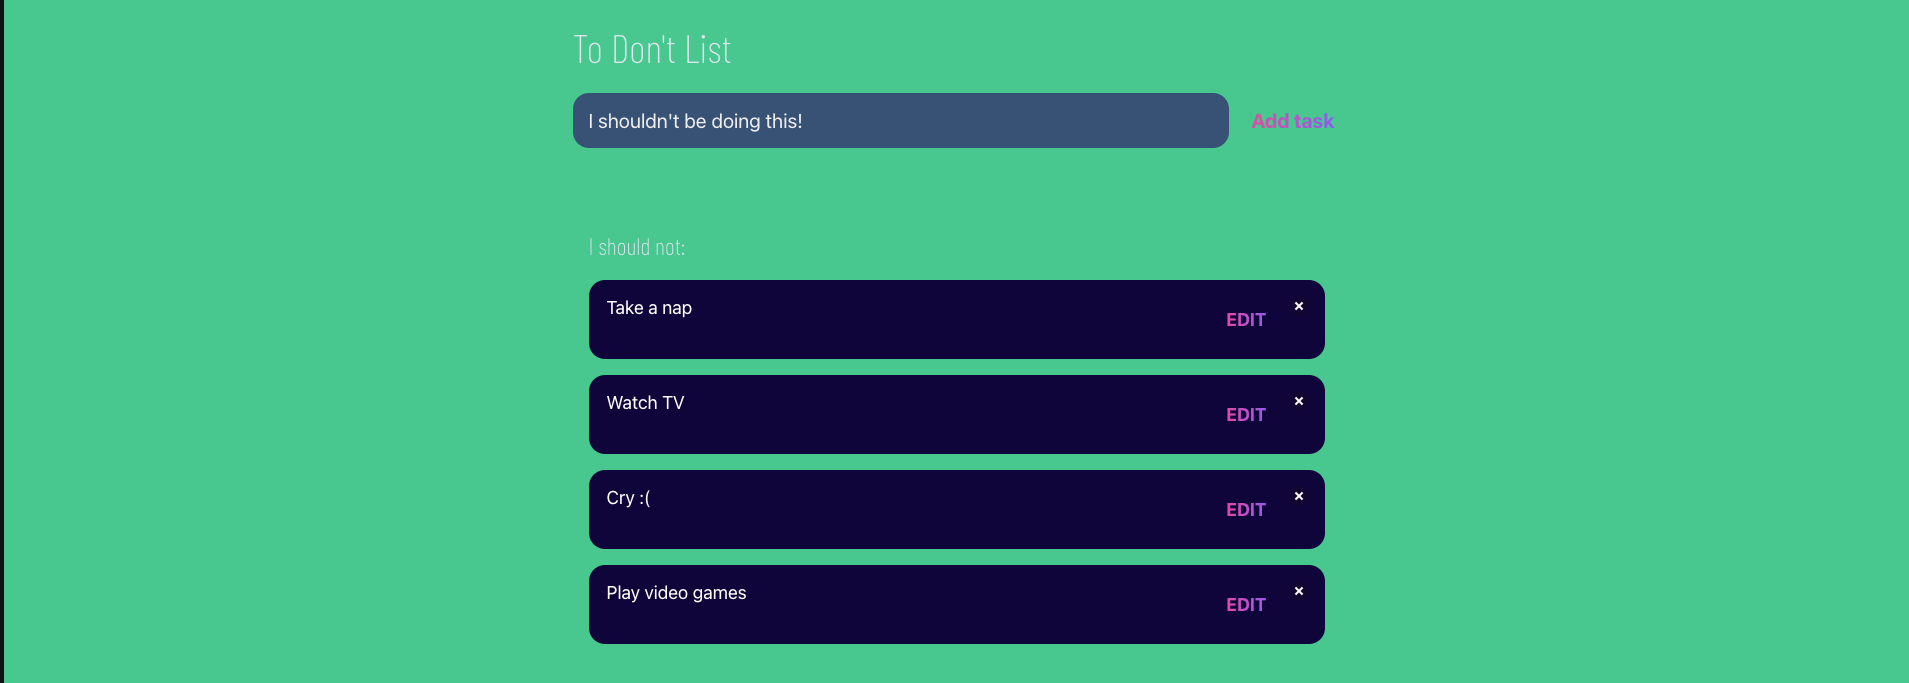 To Don't List
I shouldn't be doing this! Add task
I should not:
Take a nap EDIT ×
Watch TV EDIT ×
Cry :( EDIT ×
Play video games EDIT ×